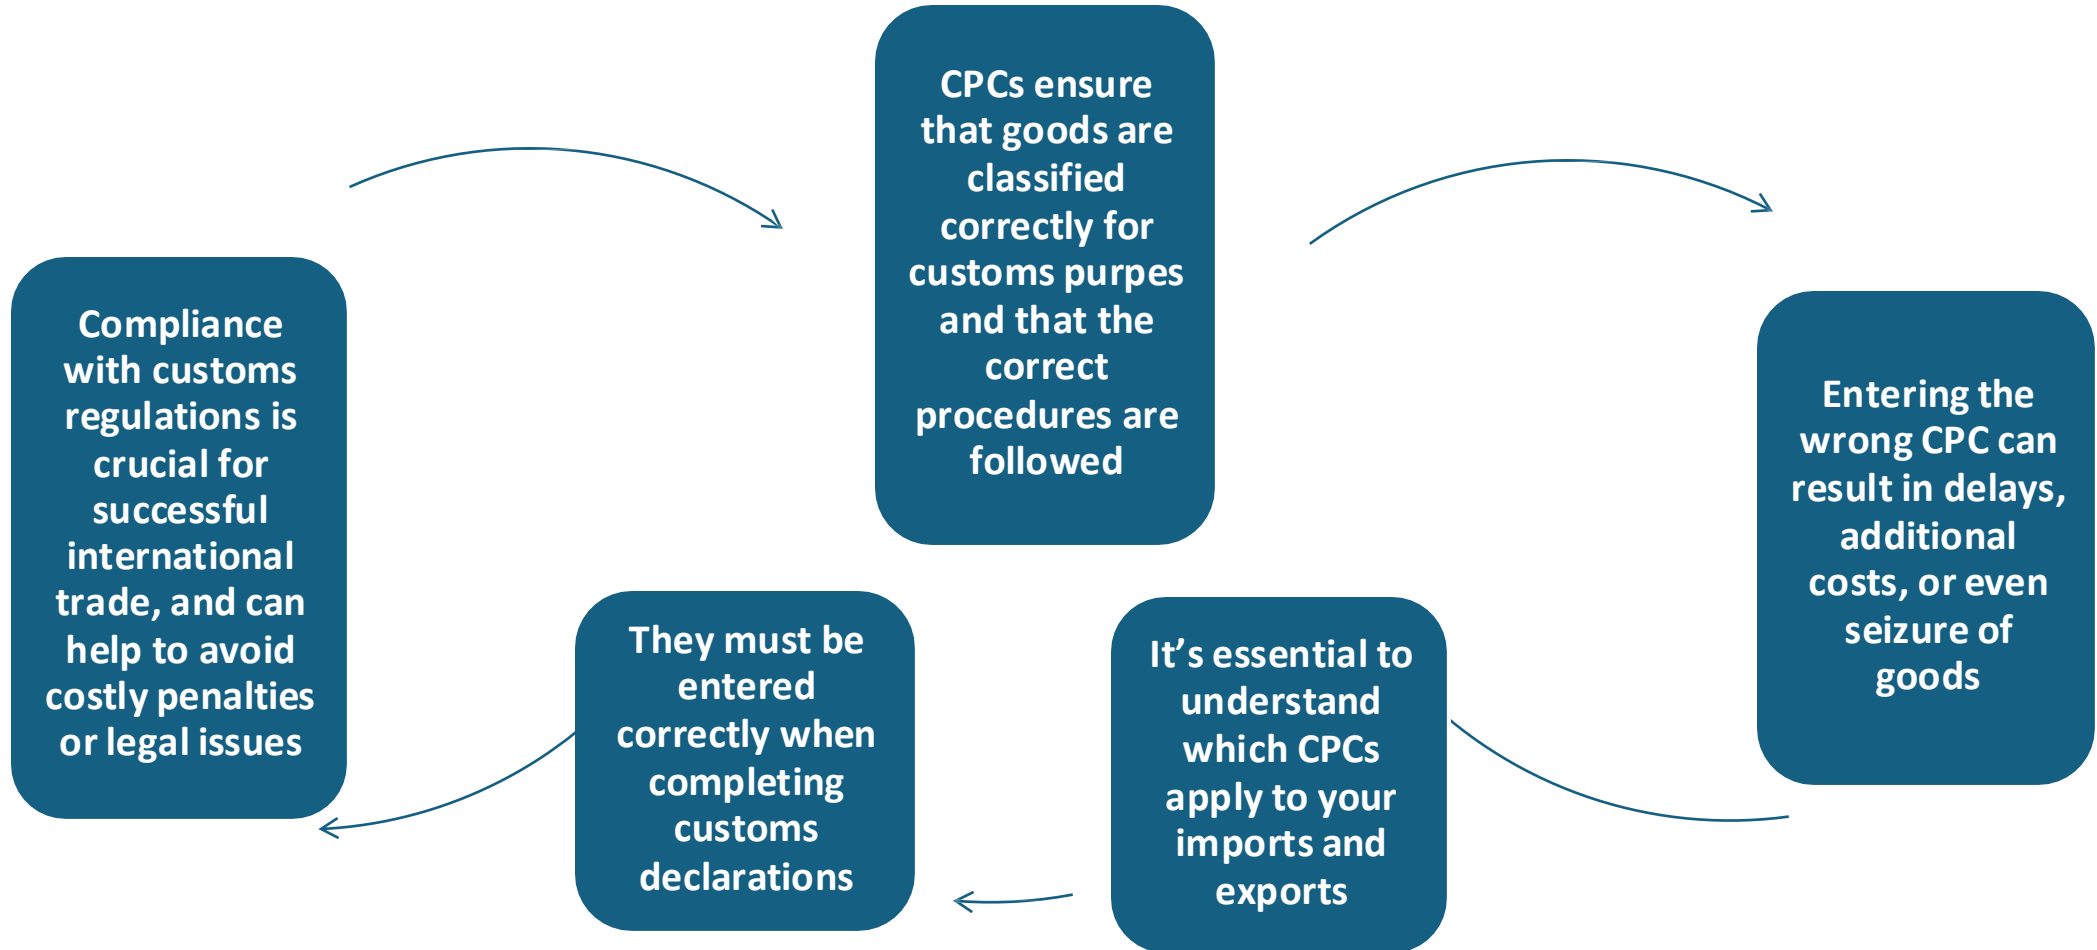 CPCs ensure
that goods are
classified
correctly for
customs purpes
and that the
correct
procedures are
followed
Entering the
wrong CPC can
result in delays,
additional
costs, or even
seizure of
goods
It’s essential to
understand
which CPCs
apply to your
imports and
exports
They must be
entered
correctly when
completing
customs
declarations
Compliance
with customs
regulations is
crucial for
successful
international
trade, and can
help to avoid
costly penalties
or legal issues